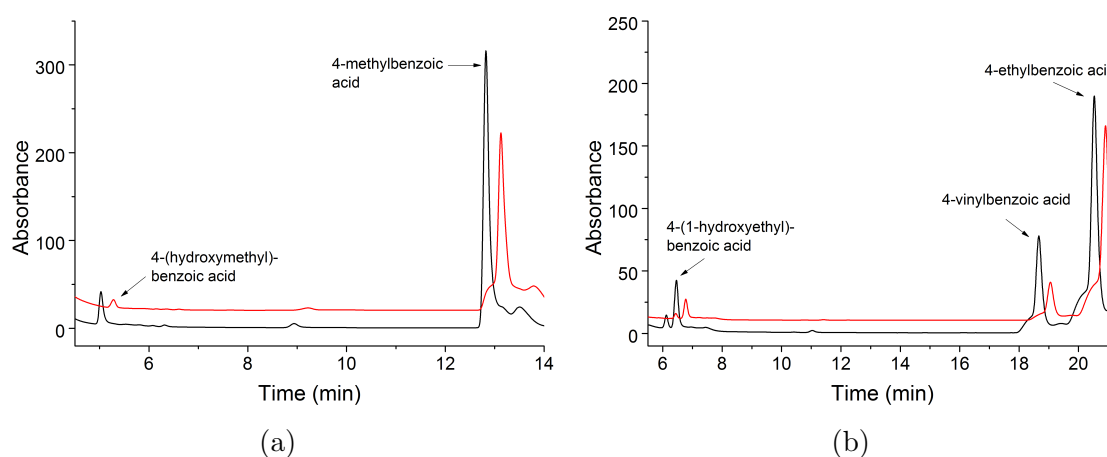 4-methylbenzoic
acid
4-(hydroxymethyl)-
benzoic acid
Absorbance
300
200
100
0
6
8
10
12
14
Time (min)
(a)
4-ethylbenzoic aci
4-vinylbenzoic acid
4-(1-hydroxyethyl)-
benzoic acid
Absorbance
250
200
150
100
50
0
6
8
10
12
14
16
18
20
Time (min)
(b)